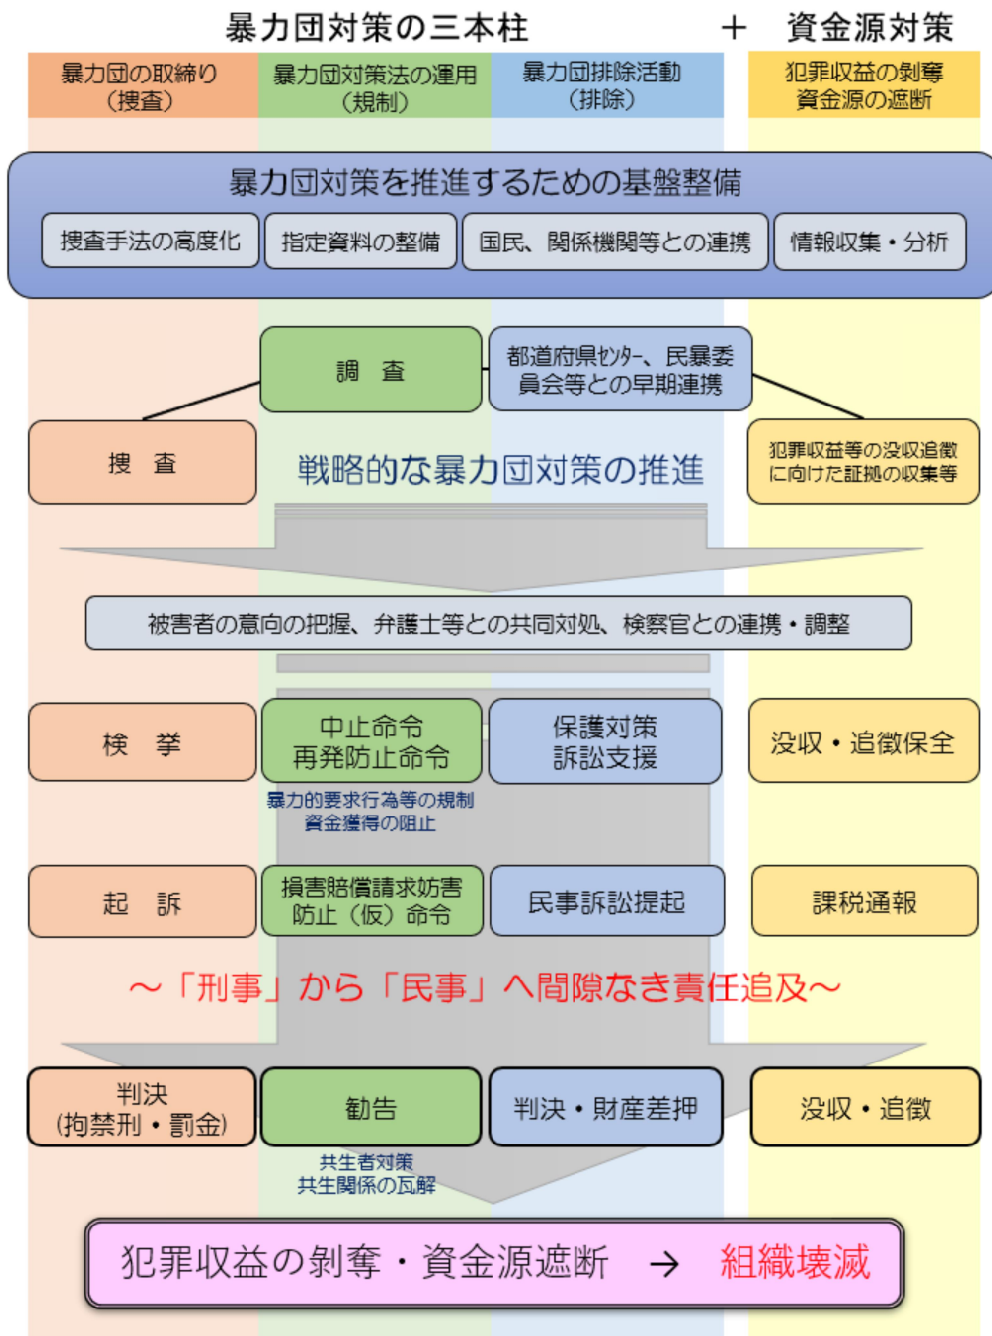 暴力団対策の三本柱 + 資金源対策
暴力団の取締り
（捜査）
暴力団対策法の運用
（規制）
暴力団排除活動
（排除）
犯罪収益の剝奪
資金源の遮断
暴力団対策を推進するための基盤整備
捜査手法の高度化
指定資料の整備
国民、関係機関等との連携
情報収集・分析
調　査
都道府県ｾﾝﾀｰ、民暴委
員会等との早期連携
捜　査
犯罪収益等の没収追徴
に向けた証拠の収集等
戦略的な暴力団対策の推進
被害者の意向の把握、弁護士等との共同対処、検察官との連携・調整
検　挙
中止命令
再発防止命令
保護対策
訴訟支援
没収・追徴保全
暴力的要求行為等の規制
資金獲得の阻止
起　訴
損害賠償請求妨害
防止（仮）命令
民事訴訟提起
課税通報
～「刑事」から「民事」へ間隙なき責任追及～
判決
(拘禁刑・罰金)
勧告
判決・財産差押
没収・追徴
共生者対策
共生関係の瓦解
犯罪収益の剝奪・資金源遮断 → 組織壊滅